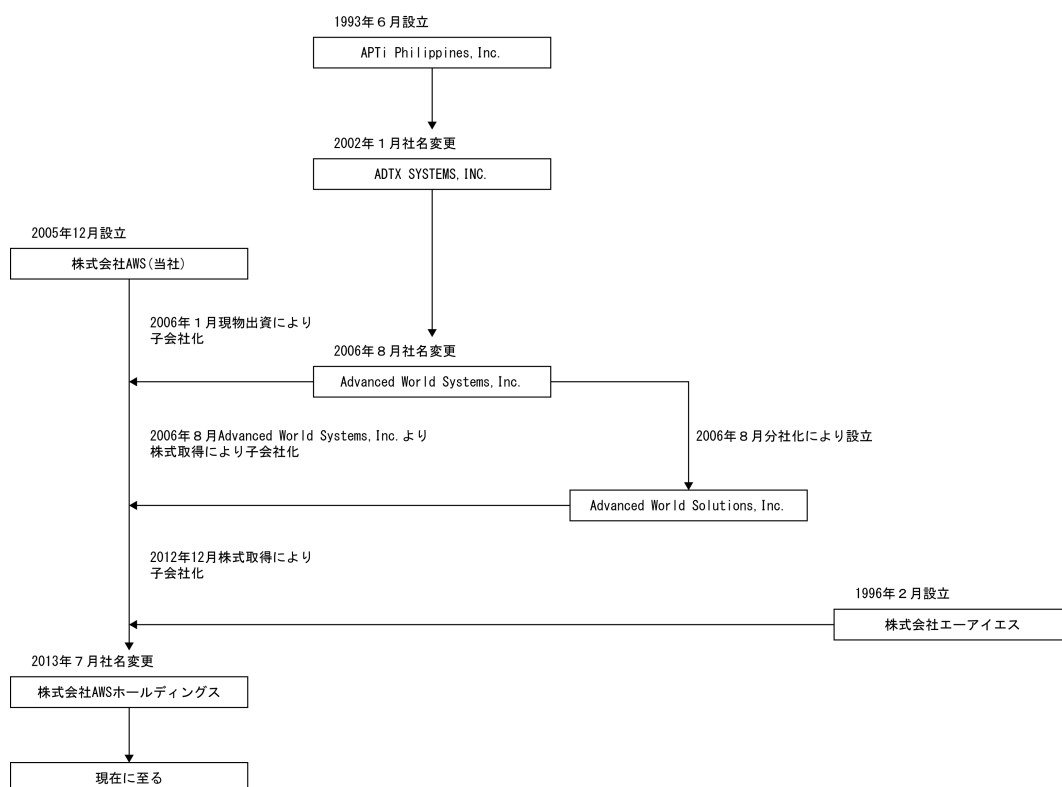 1993年６月設立
APTi Philippines,Inc.
2002年１月社名変更
ADTX SYSTEMS,INC.
2005年12月設立
株式会社AWS(当社)
2006年１月現物出資により
子会社化
2006年８月社名変更
Advanced World Systems,Inc.
2006年８月Advanced World Systems,Inc.より
株式取得により子会社化
2006年８月分社化により設立
Advanced World Solutions,Inc.
2012年12月株式取得により
子会社化
1996年２月設立
株式会社エーアイエス
2013年７月社名変更
株式会社AWSホールディングス
現在に至る